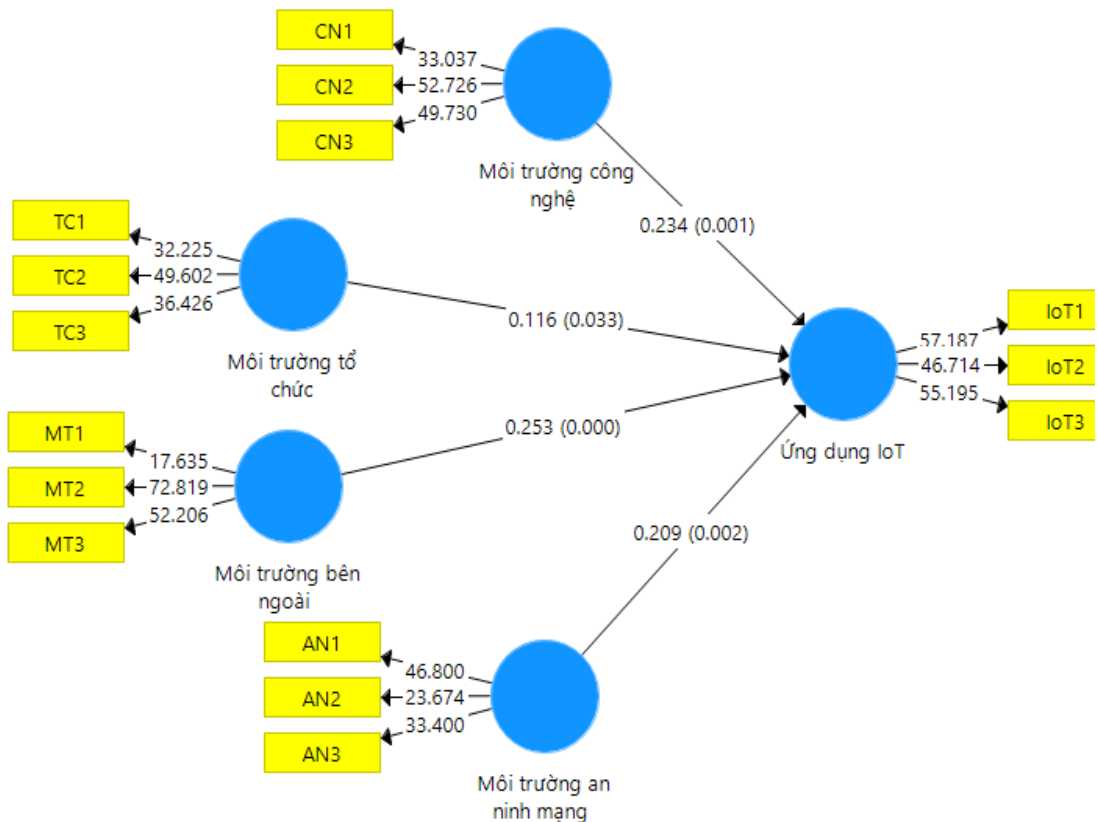 CN1
CN2
CN3
33.037
52.726
49.730
Môi trường công
nghệ
0.234 (0.001)
TC1
TC2
TC3
32.225
49.602
36.426
Môi trường tổ
chức
0.116 (0.033)
MT1
MT2
MT3
17.635
72.819
52.206
Môi trường bên
ngoài
0.253 (0.000)
AN1
AN2
AN3
46.800
23.674
33.400
Môi trường an
ninh mạng
0.209 (0.002)
57.187
46.714
55.195
IoT1
IoT2
IoT3
Ứng dụng IoT